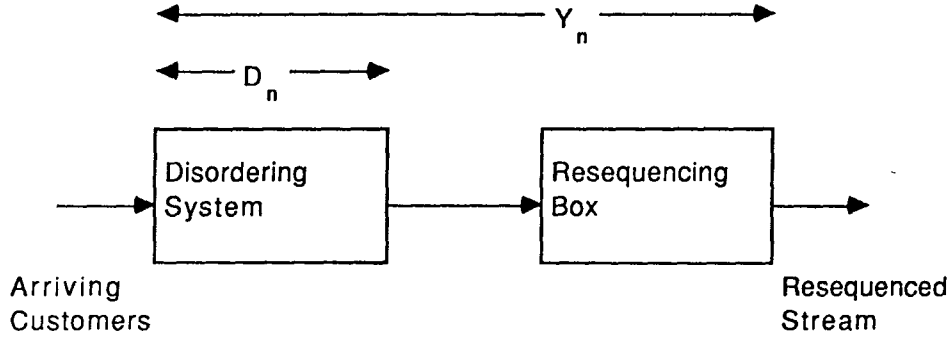 Y n
D n
Disordering
System
Resequencing
Box
Arriving
Customers
Resequenced
Stream